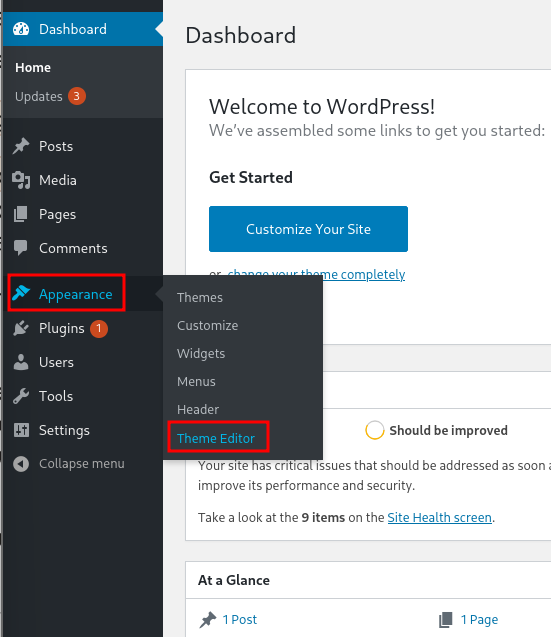 Dashboard
Home
Updates 3
Posts
Media
Pages
Comments
Appearance
Plugins 1
Users
Tools
Settings
Collapse menu
Themes
Customize
Widgets
Menus
Header
Theme Editor
Dashboard
Welcome to WordPress!
We've assembled some links to get you started:
Get Started
Customize Your Site
or, change your theme completely
Should be improved
Your site has critical issues that should be addressed as soon a
improve its performance and security.
Take a look at the 9 items on the Site Health screen.
At a Glance
1 Post
1 Page